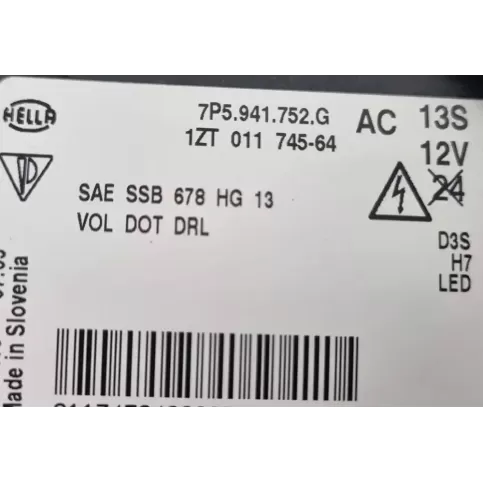 HELLA
7P5.941.752.G
1ZT 011 745-64
AC 13S
12V
24
SAE SSB 678 HG 13
VOL DOT DRL
D3S
H7
LED
Made in Slovenia